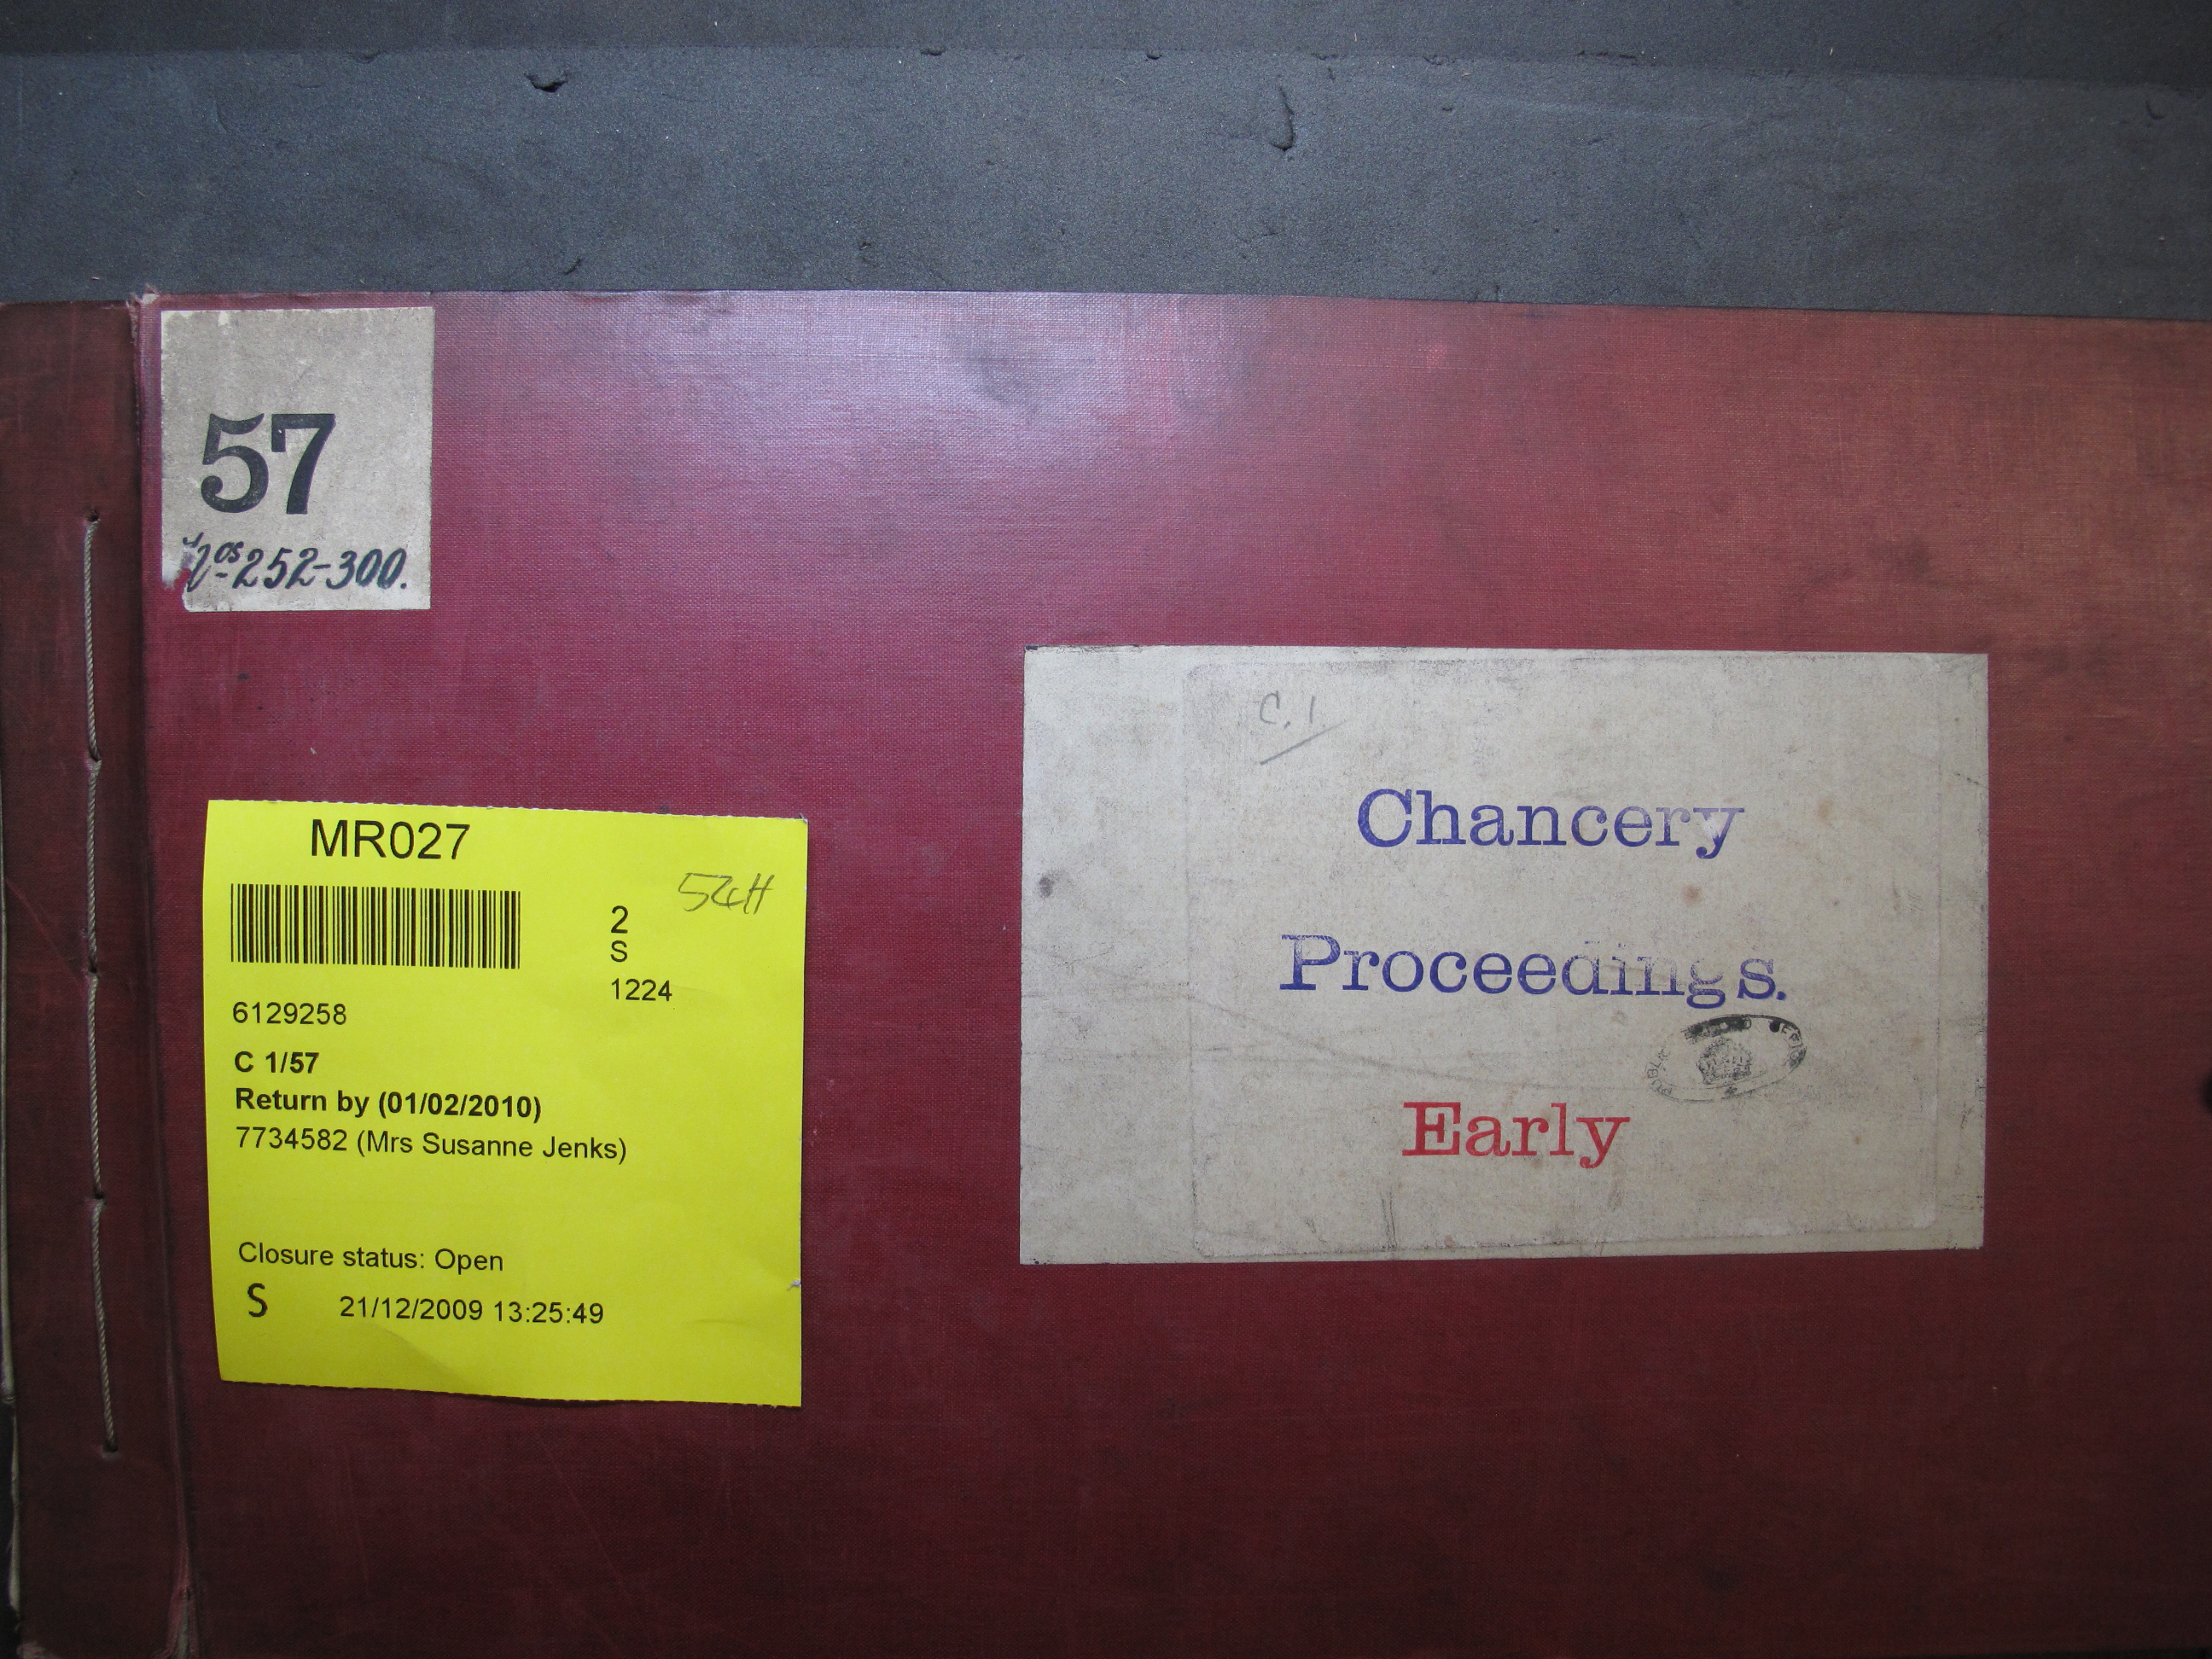 57
Nos 252-300.
C. 1
Chancery
Proceedings.
Early
PUBLIC
MR027
54H
2
S
1224
6129258
C 1/57
Return by (01/02/2010)
7734582 (Mrs Susanne Jenks)
Closure status: Open
S 21/12/2009 13:25:49